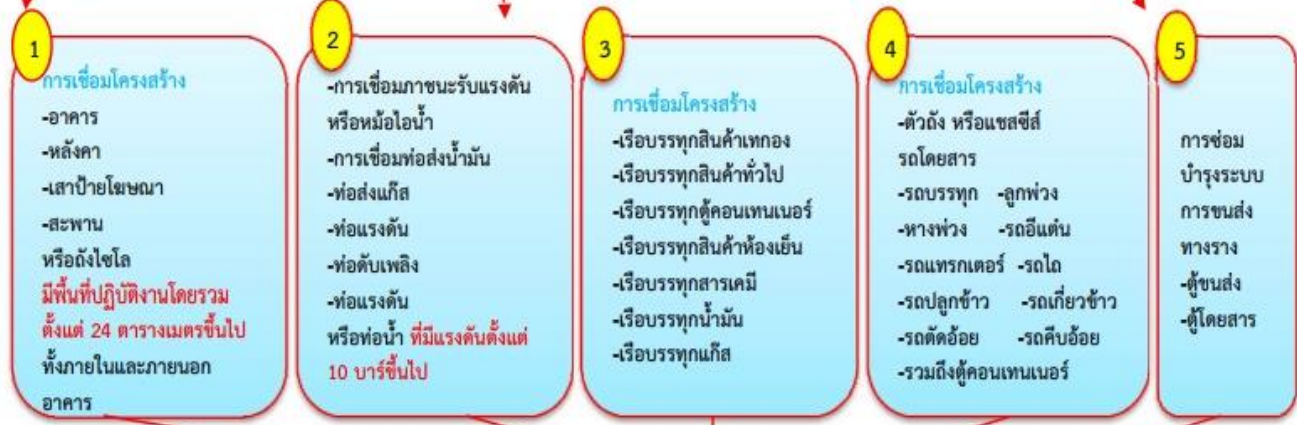 1
การเชื่อมโครงสร้าง
-อาคาร
-หลังคา
-เสาป้ายโฆษณา
-สะพาน
หรือถังไซโล
มีพื้นที่ปฏิบัติงานโดยรวม
ตั้งแต่ 24 ตารางเมตรขึ้นไป
ทั้งภายในและภายนอก
อาคาร
2
-การเชื่อมภาชนะรับแรงดัน
หรือหม้อไอน้ำ
-การเชื่อมท่อส่งน้ำมัน
-ท่อส่งแก๊ส
-ท่อแรงดัน
-ท่อดับเพลิง
-ท่อแรงดัน
หรือท่อน้ำ ที่มีแรงดันตั้งแต่
10 บาร์ขึ้นไป
3
การเชื่อมโครงสร้าง
-เรือบรรทุกสินค้าเทกอง
-เรือบรรทุกสินค้าทั่วไป
-เรือบรรทุกตู้คอนเทนเนอร์
-เรือบรรทุกสินค้าห้องเย็น
-เรือบรรทุกสารเคมี
-เรือบรรทุกน้ำมัน
-เรือบรรทุกแก๊ส
4
การเชื่อมโครงสร้าง
-ตัวถัง หรือแชสซีส์
รถโดยสาร
-รถบรรทุก -ลูกพ่วง
-หางพ่วง -รถอีแต๋น
-รถแทรกเตอร์ -รถไถ
-รถปลูกข้าว -รถเกี่ยวข้าว
-รถตัดอ้อย -รถคีบอ้อย
-รวมถึงตู้คอนเทนเนอร์
5
การซ่อม
บำรุงระบบ
การขนส่ง
ทางราง
-ตู้ขนส่ง
-ตู้โดยสาร